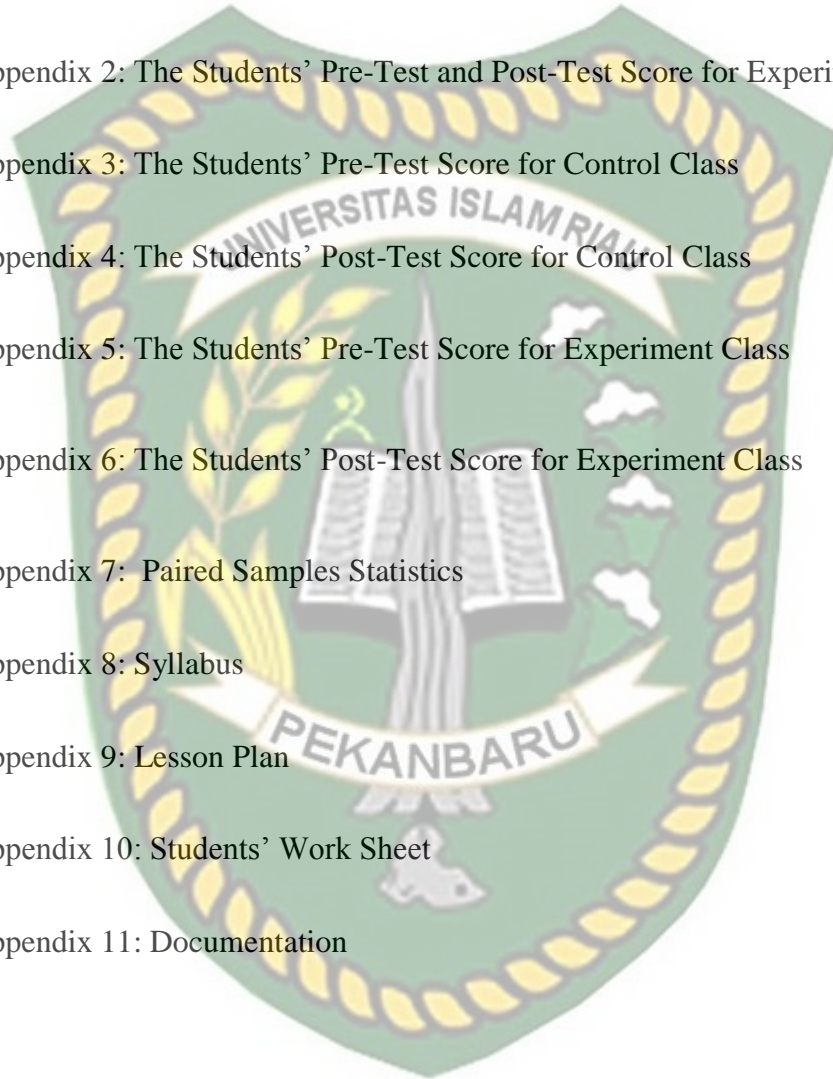 ppendix 2: The Students’ Pre-Test and Post-Test Score for Experi
ppendix 3: The Students’ Pre-Test Score for Control Class
UNIVERSITAS ISLAM RIAU
ppendix 4: The Students’ Post-Test Score for Control Class
ppendix 5: The Students’ Pre-Test Score for Experiment Class
ppendix 6: The Students’ Post-Test Score for Experiment Class
ppendix 7: Paired Samples Statistics
ppendix 8: Syllabus
PEKANBARU
ppendix 9: Lesson Plan
ppendix 10: Students’ Work Sheet
ppendix 11: Documentation